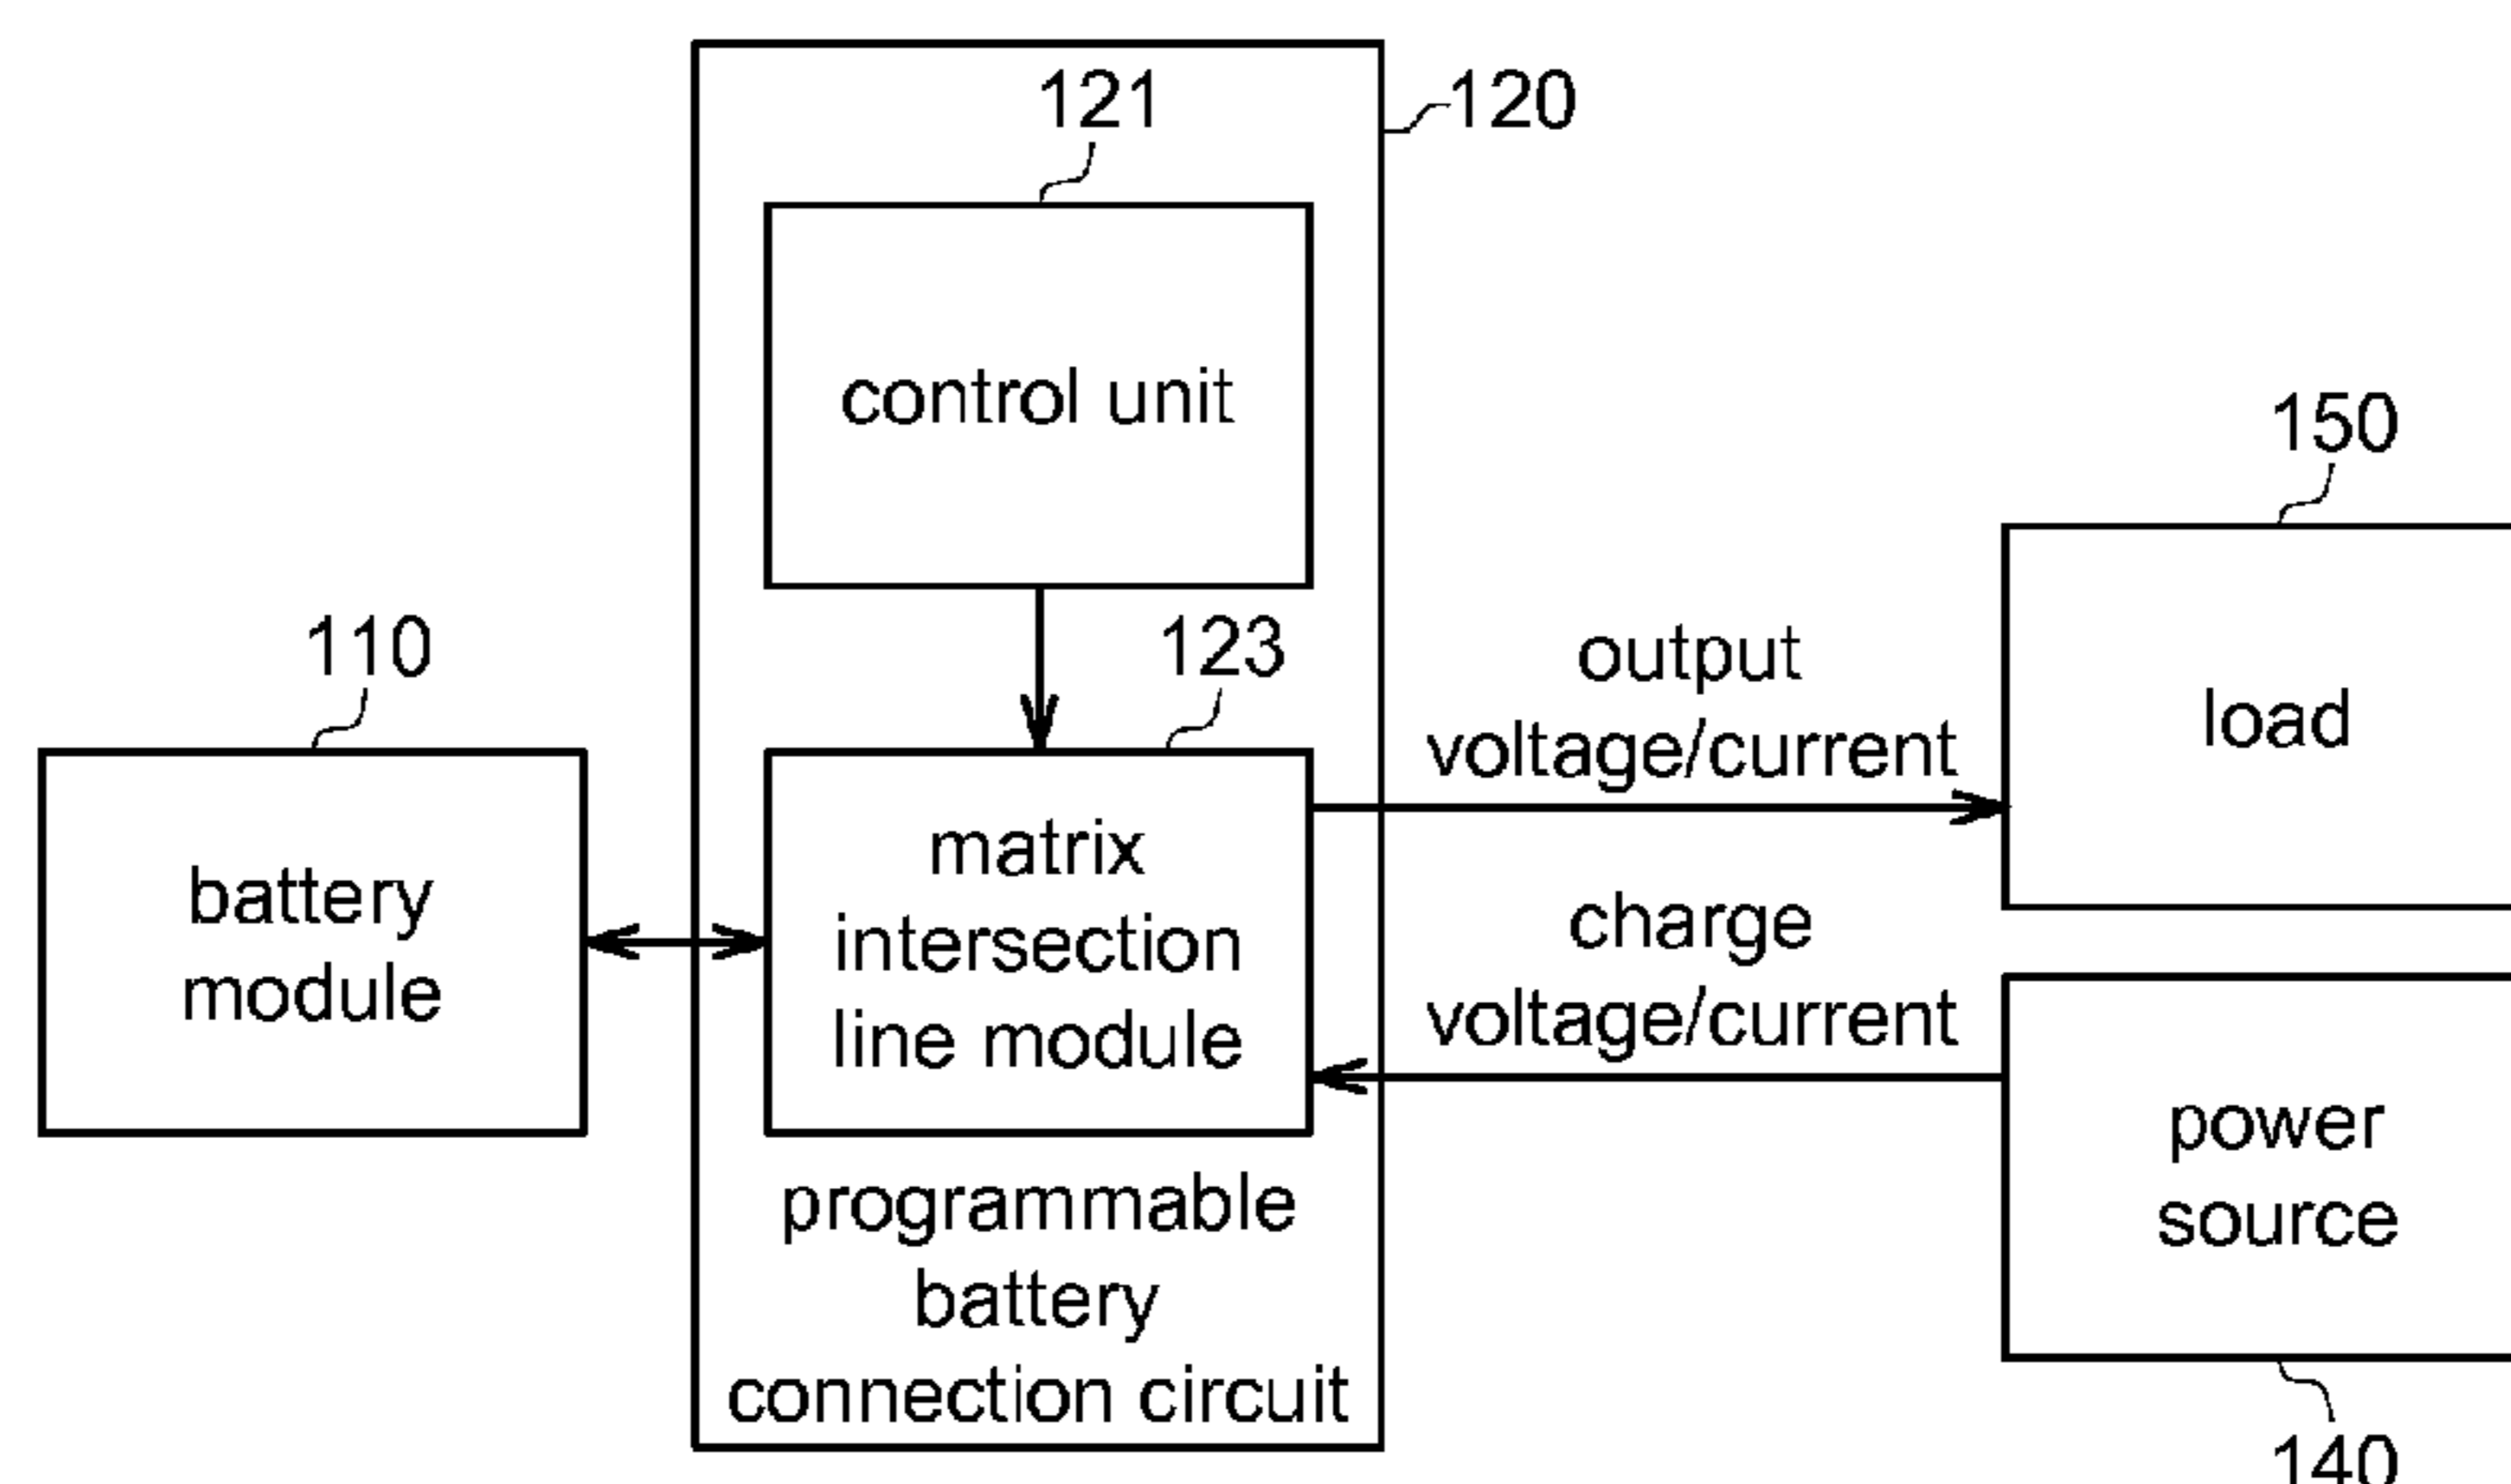 121
120
control unit
150
110
123
output
voltage/current
load
battery
module
matrix
intersection
line module
charge
voltage/current
power
source
programmable
battery
connection circuit
140